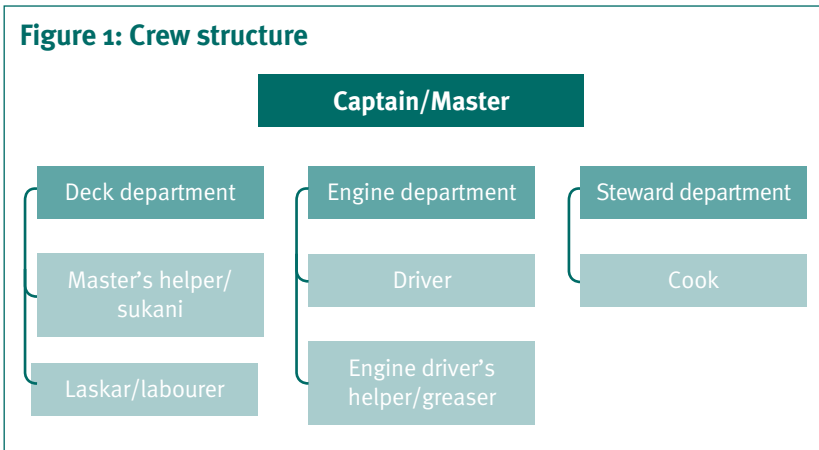 Figure 1: Crew structure
Captain/Master
Deck department
Master's helper/
sukani
Laskar/labourer
Engine department
Driver
Engine driver's
helper/greaser
Steward department
Cook